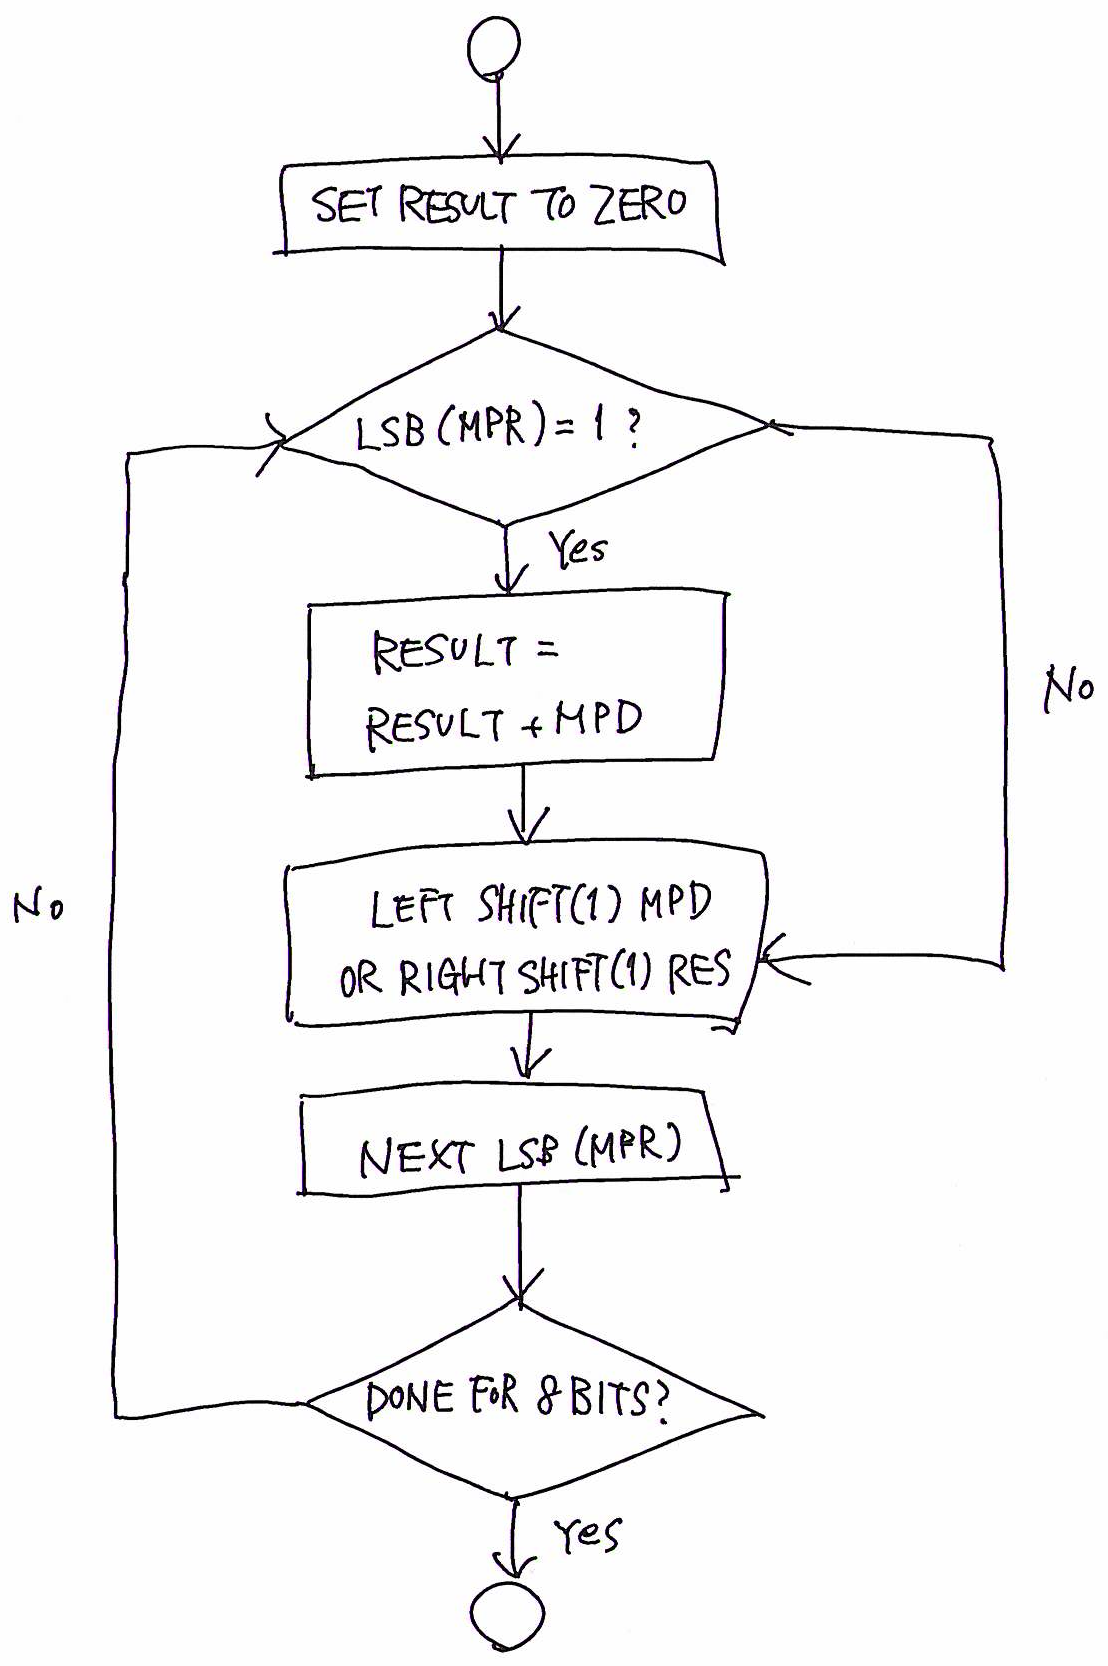 SET RESULT TO ZERO
LSB (MPR) = 1 ?
Yes
RESULT =
RESULT + MPD
No
LEFT SHIFT(1) MPD
OR RIGHT SHIFT(1) RES
No
NEXT LSB (MPR)
DONE FOR 8 BITS?
Yes